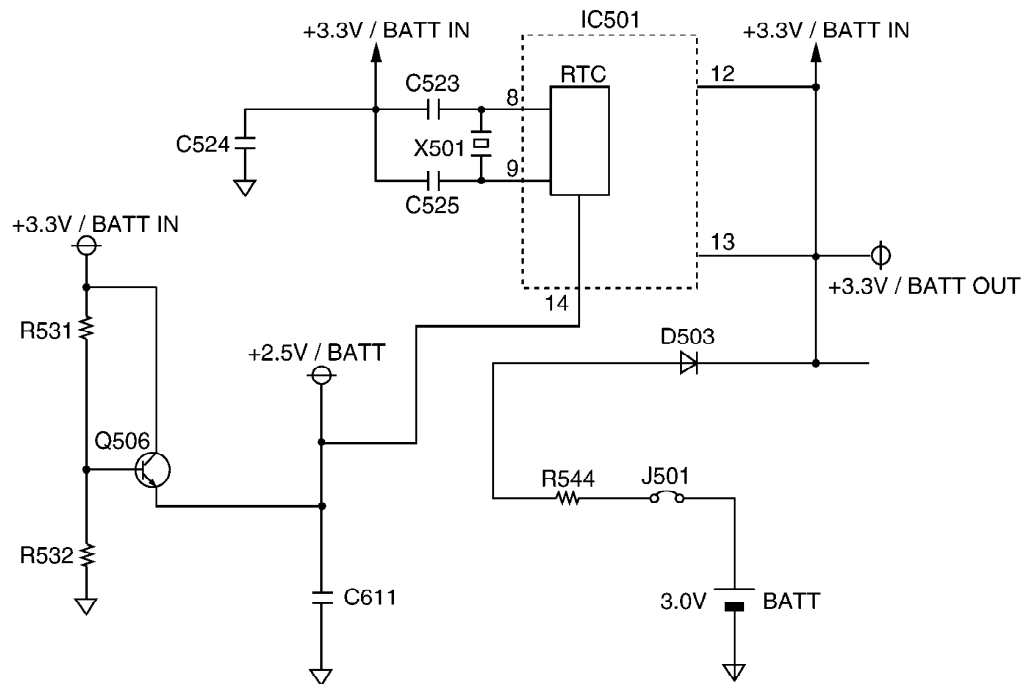 IC501
+3.3V / BATT IN
+3.3V / BATT IN
RTC
12
C523
8
C524
X501
9
C525
13
+3.3V / BATT IN
+3.3V / BATT OUT
14
R531
D503
+2.5V / BATT
Q506
R544
J501
R532
C611
3.0V
BATT